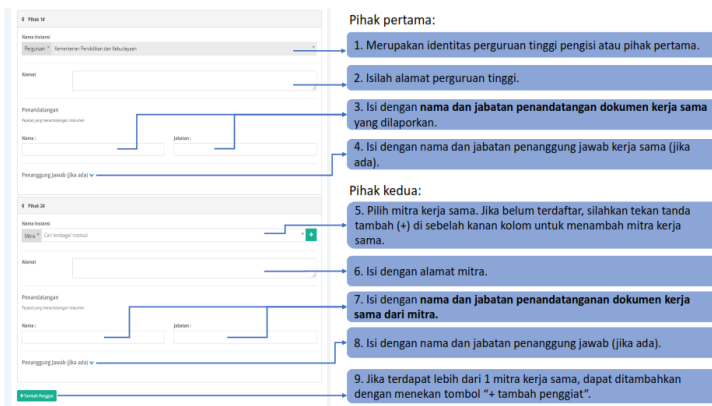 Pihak 1#
Nama Instansi
Perguruan * Kementerian Pendidikan dan Kebudayaan
Alamat
Penandatangan
Pejabat yang menandatangani dokumen
Nama :
Jabatan :
Penanggung jawab (jika ada)
Pihak 2#
Nama Instansi
Mitra * Cari lembaga/ institusi
+
Alamat
Penandatangan
Pejabat yang menandatangani dokumen
Nama :
Jabatan :
Penanggung jawab (jika ada)
+ Tambah Penggiat
Pihak pertama:
1. Merupakan identitas perguruan tinggi pengisi atau pihak pertama.
2. Isilah alamat perguruan tinggi.
3. Isi dengan nama dan jabatan penandatangan dokumen kerja sama
yang dilaporkan.
4. Isi dengan nama dan jabatan penanggung jawab kerja sama (jika
ada).
Pihak kedua:
5. Pilih mitra kerja sama. Jika belum terdaftar, silahkan tekan tanda
tambah (+) di sebelah kanan kolom untuk menambah mitra kerja
sama.
6. Isi dengan alamat mitra.
7. Isi dengan nama dan jabatan penandatanganan dokumen kerja
sama dari mitra.
8. Isi dengan nama dan jabatan penanggung jawab (jika ada).
9. Jika terdapat lebih dari 1 mitra kerja sama, dapat ditambahkan
dengan menekan tombol “+ tambah penggiat”.